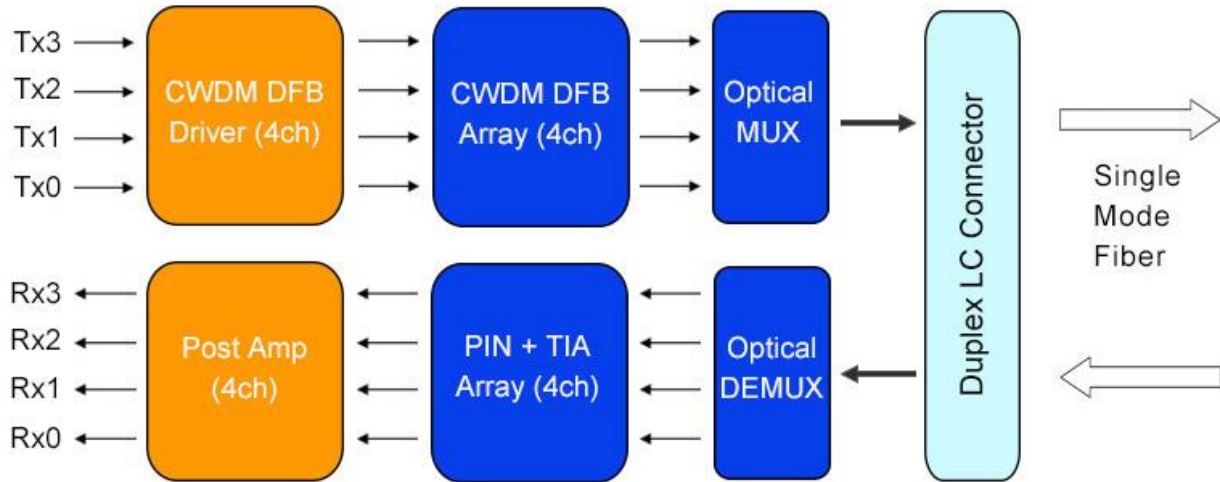 Tx3
Tx2
Tx1
Tx0
CWDM DFB
Driver (4ch)
CWDM DFB
Array (4ch)
Optical
MUX
Duplex LC Connector
Single
Mode
Fiber
Rx3
Rx2
Rx1
Rx0
Post Amp
(4ch)
PIN + TIA
Array (4ch)
Optical
DEMUX